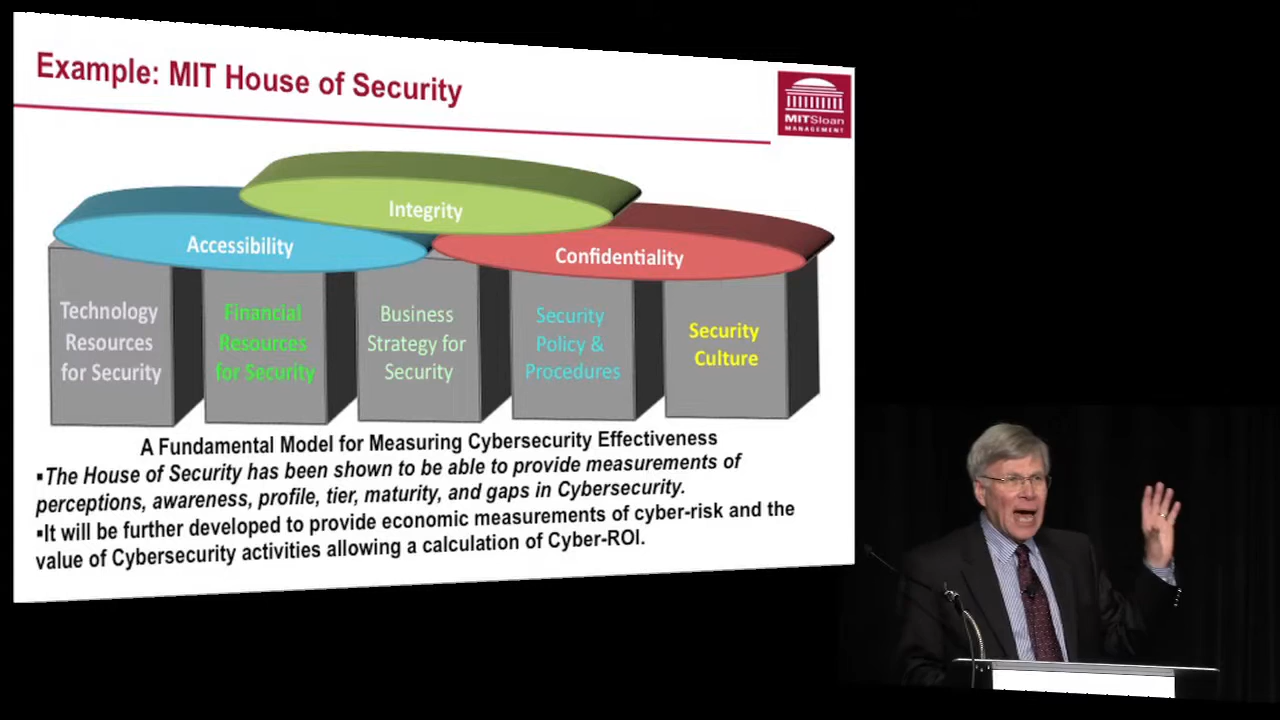 Example: MIT House of Security
MITSloan
MANAGEMENT
Integrity
Accessibility
Confidentiality
Technology
Resources
for Security
Financial
Resources
for Security
Business
Strategy for
Security
Security
Policy &
Procedures
Security
Culture
A Fundamental Model for Measuring Cybersecurity Effectiveness
▪The House of Security has been shown to be able to provide measurements of
perceptions, awareness, profile, tier, maturity, and gaps in Cybersecurity.
▪It will be further developed to provide economic measurements of cyber-risk and the
value of Cybersecurity activities allowing a calculation of Cyber-ROI.